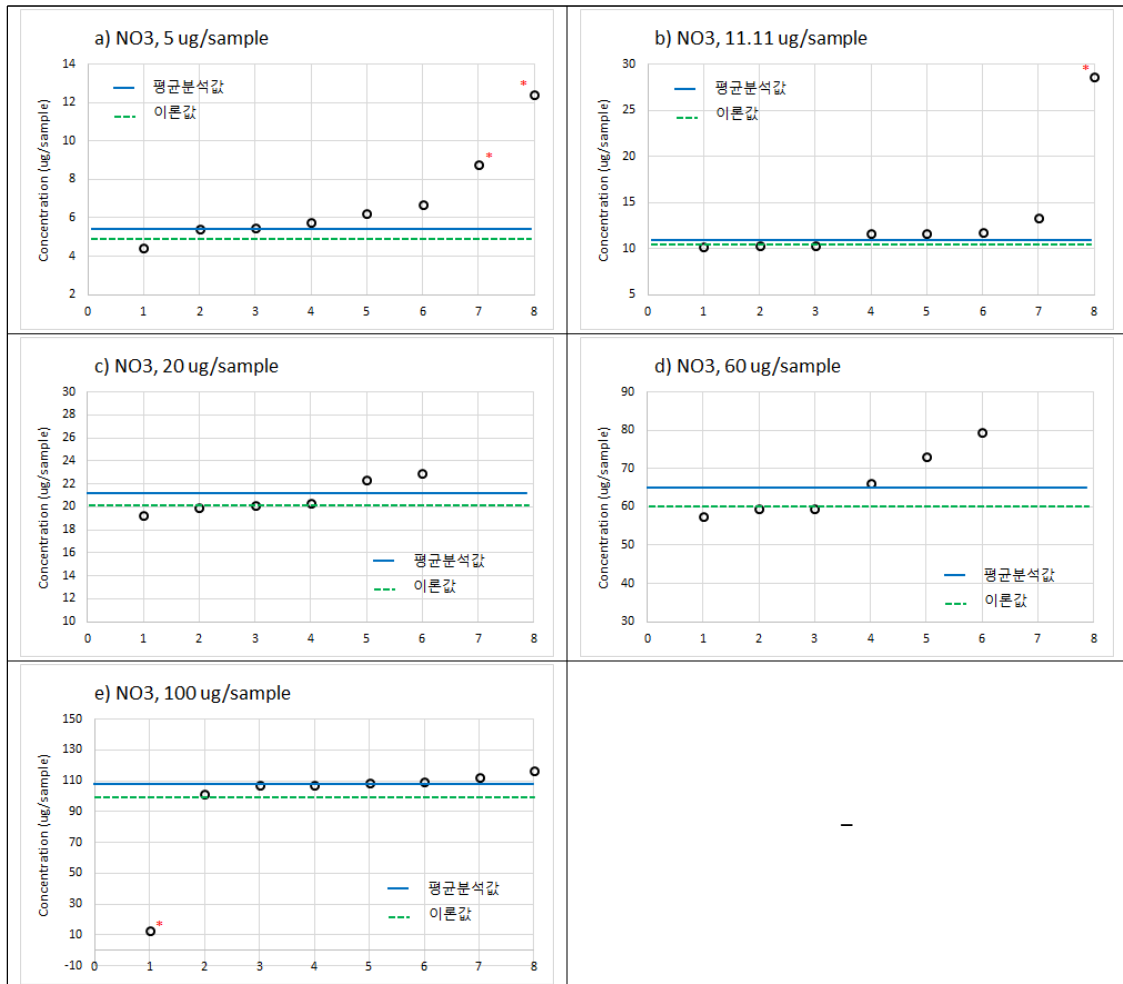 a) NO3, 5 ug/sample
Concentration (ug/sample)
14
12
10
8
6
4
2
0 1 2 3 4 5 6 7 8
평균분석값
이론값
*
*
b) NO3, 11.11 ug/sample
Concentration (ug/sample)
30
25
20
15
10
5
0 1 2 3 4 5 6 7 8
평균분석값
이론값
*
c) NO3, 20 ug/sample
Concentration (ug/sample)
30
28
26
24
22
20
18
16
14
12
10
0 1 2 3 4 5 6 7 8
평균분석값
이론값
d) NO3, 60 ug/sample
Concentration (ug/sample)
90
80
70
60
50
40
30
0 1 2 3 4 5 6 7 8
평균분석값
이론값
e) NO3, 100 ug/sample
Concentration (ug/sample)
150
130
110
90
70
50
30
10
-10
0 1 2 3 4 5 6 7 8
평균분석값
이론값
*
–